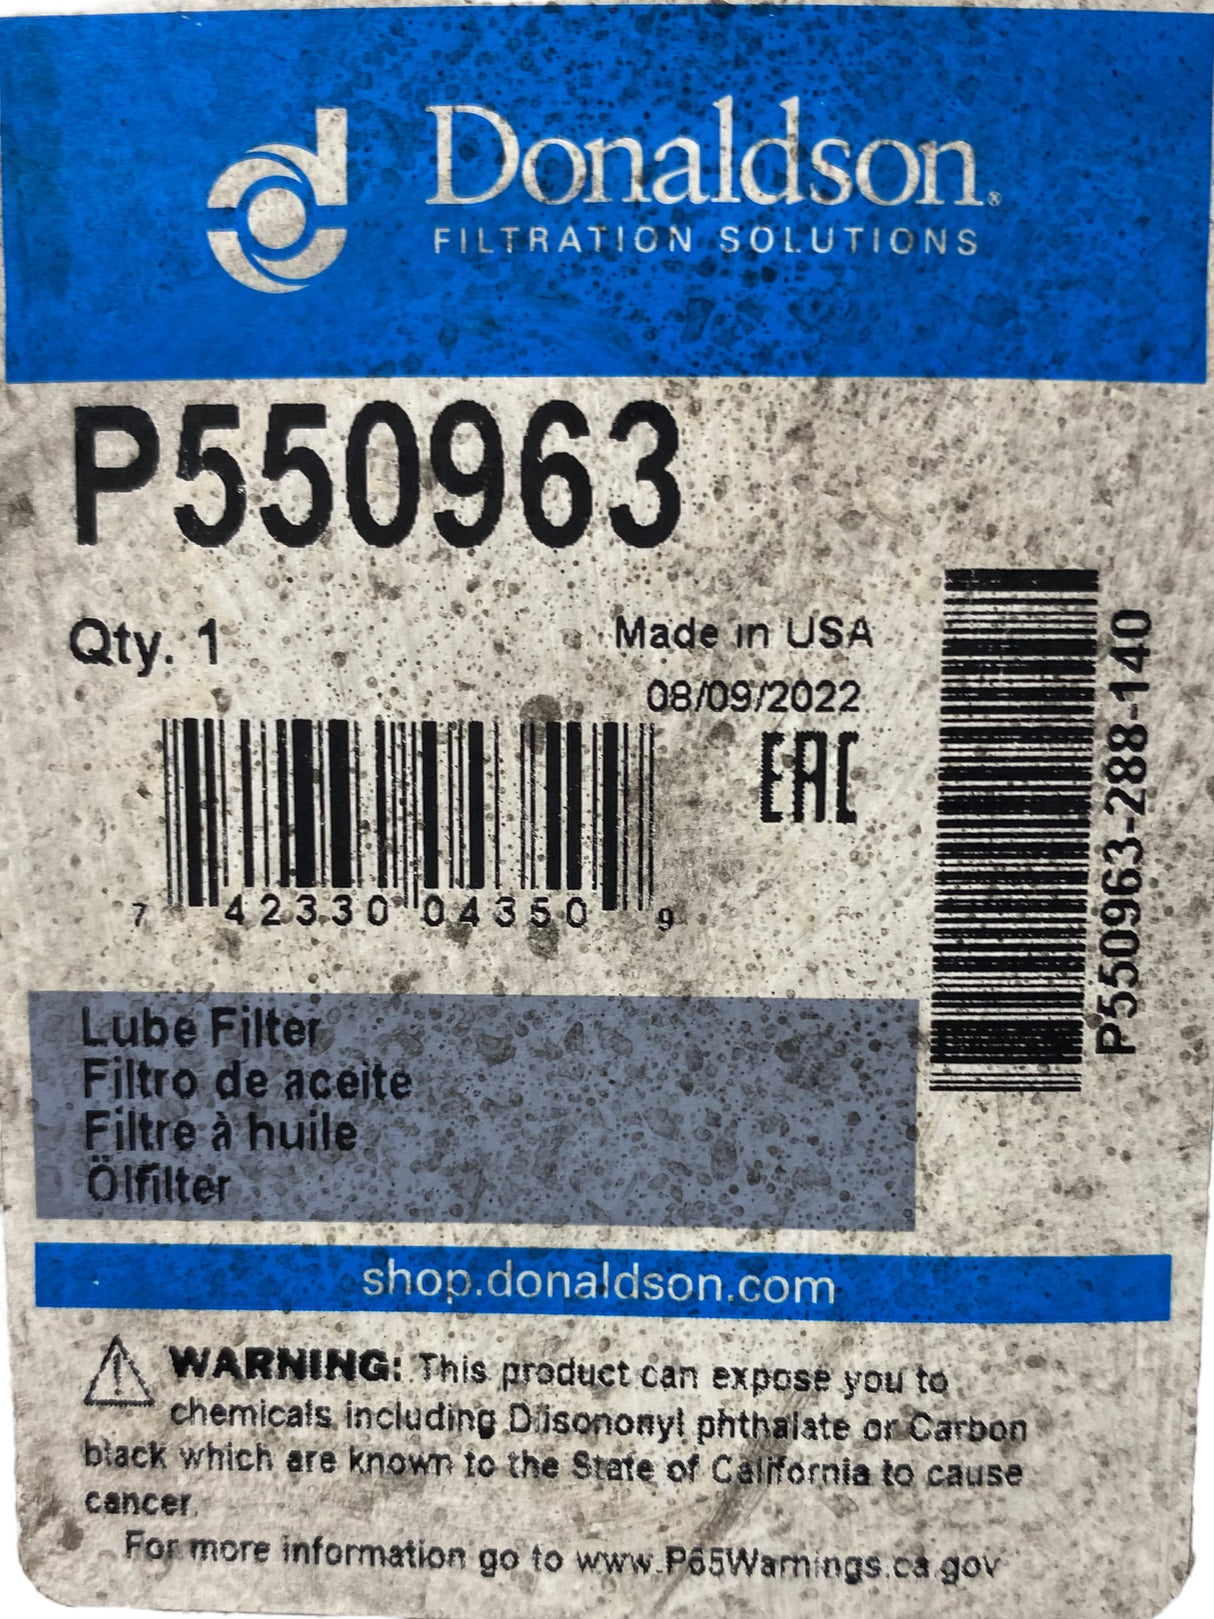 Donaldson®
FILTRATION SOLUTIONS
P550963
Qty. 1
Made in USA
08/09/2022
EAC
7 42330 04350 9
P550963-288-140
Lube Filter
Filtro de aceite
Filtre à huile
Ölfilter
shop.donaldson.com
WARNING: This product can expose you to
chemicals including Diisononyl phthalate or Carbon
black which are known to the State of California to cause
cancer.
For more information go to www.P65Warnings.ca.gov